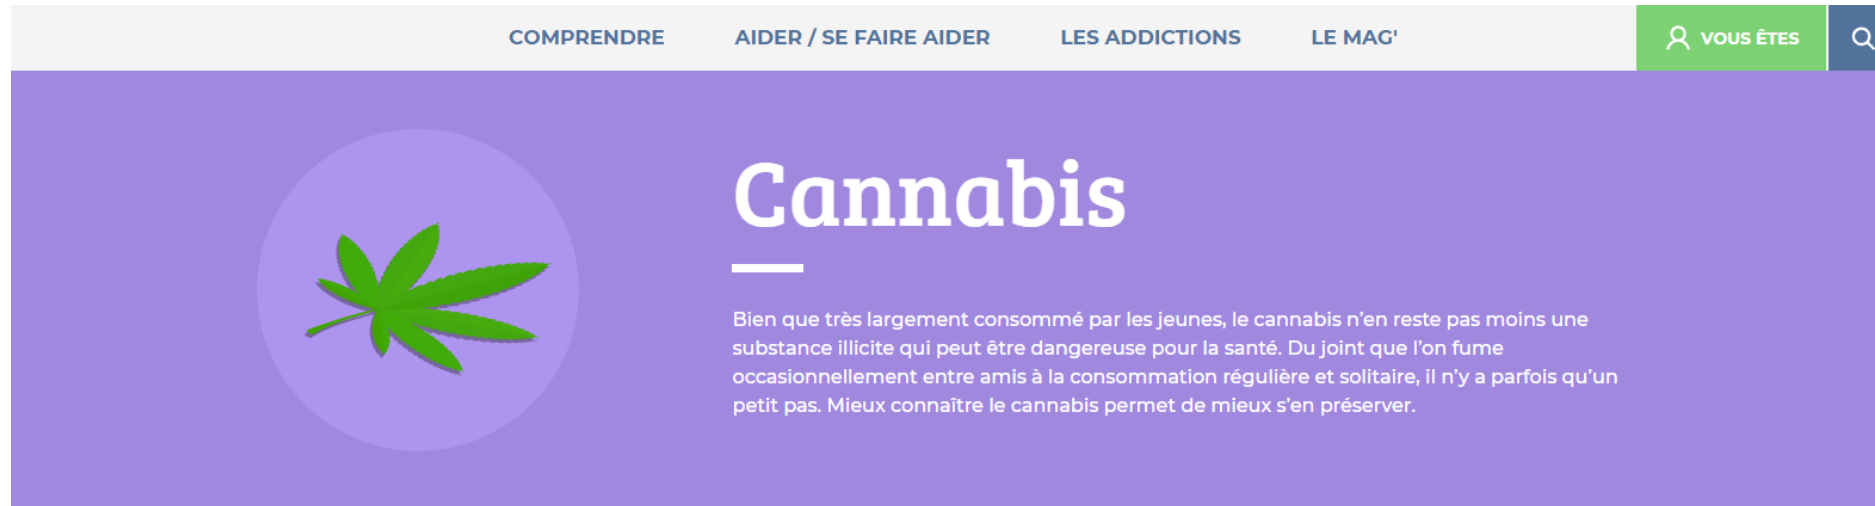 COMPRENDRE
AIDER / SE FAIRE AIDER
LES ADDICTIONS
LE MAG'
VOUS ÊTES
Cannabis
Bien que très largement consommé par les jeunes, le cannabis n’en reste pas moins une
substance illicite qui peut être dangereuse pour la santé. Du joint que l’on fume
occasionnellement entre amis à la consommation régulière et solitaire, il n’y a parfois qu’un
petit pas. Mieux connaître le cannabis permet de mieux s’en préserver.